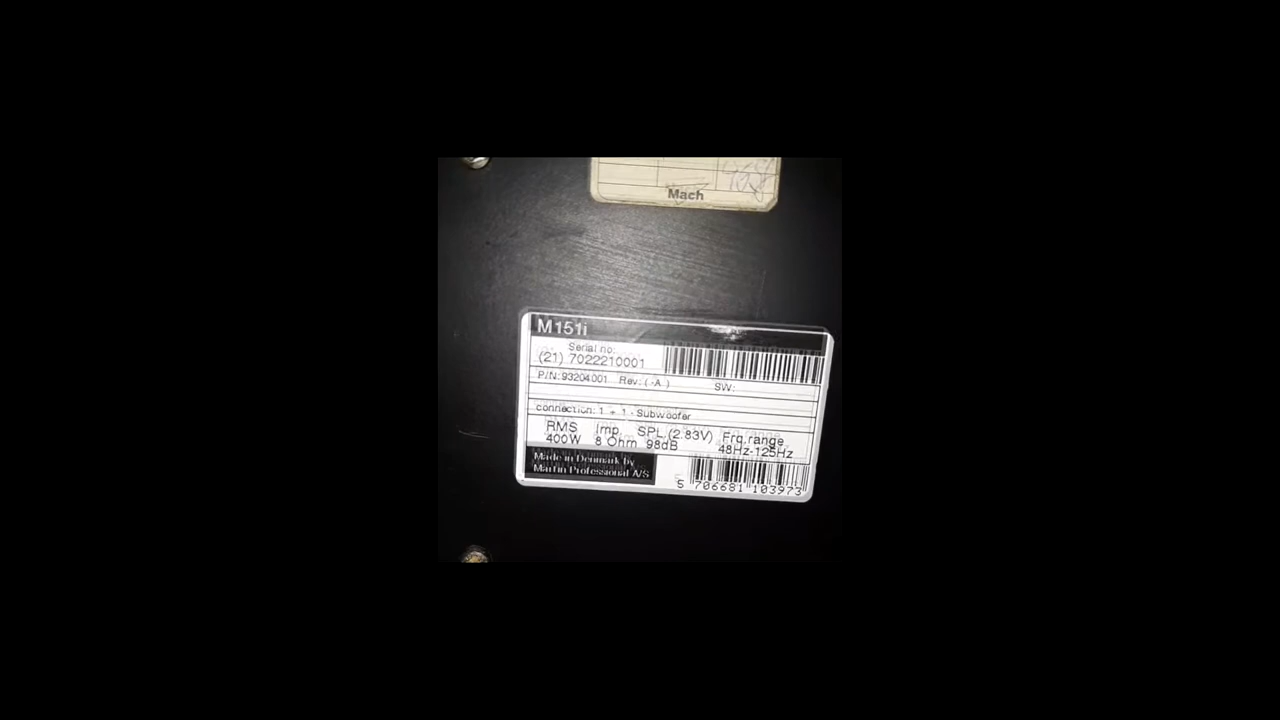 Mach
M151i
Serial no:
(21) 7022210001
P/N: 93204001 Rev: ( -A ) SW:
connection: 1 + 1 - Subwoofer
RMS Imp. SPL.(2.83V) Frq.range
400W 8 Ohm 98dB 48Hz-125Hz
Made in Denmark by
Martin Professional A/S
5 706681 103973